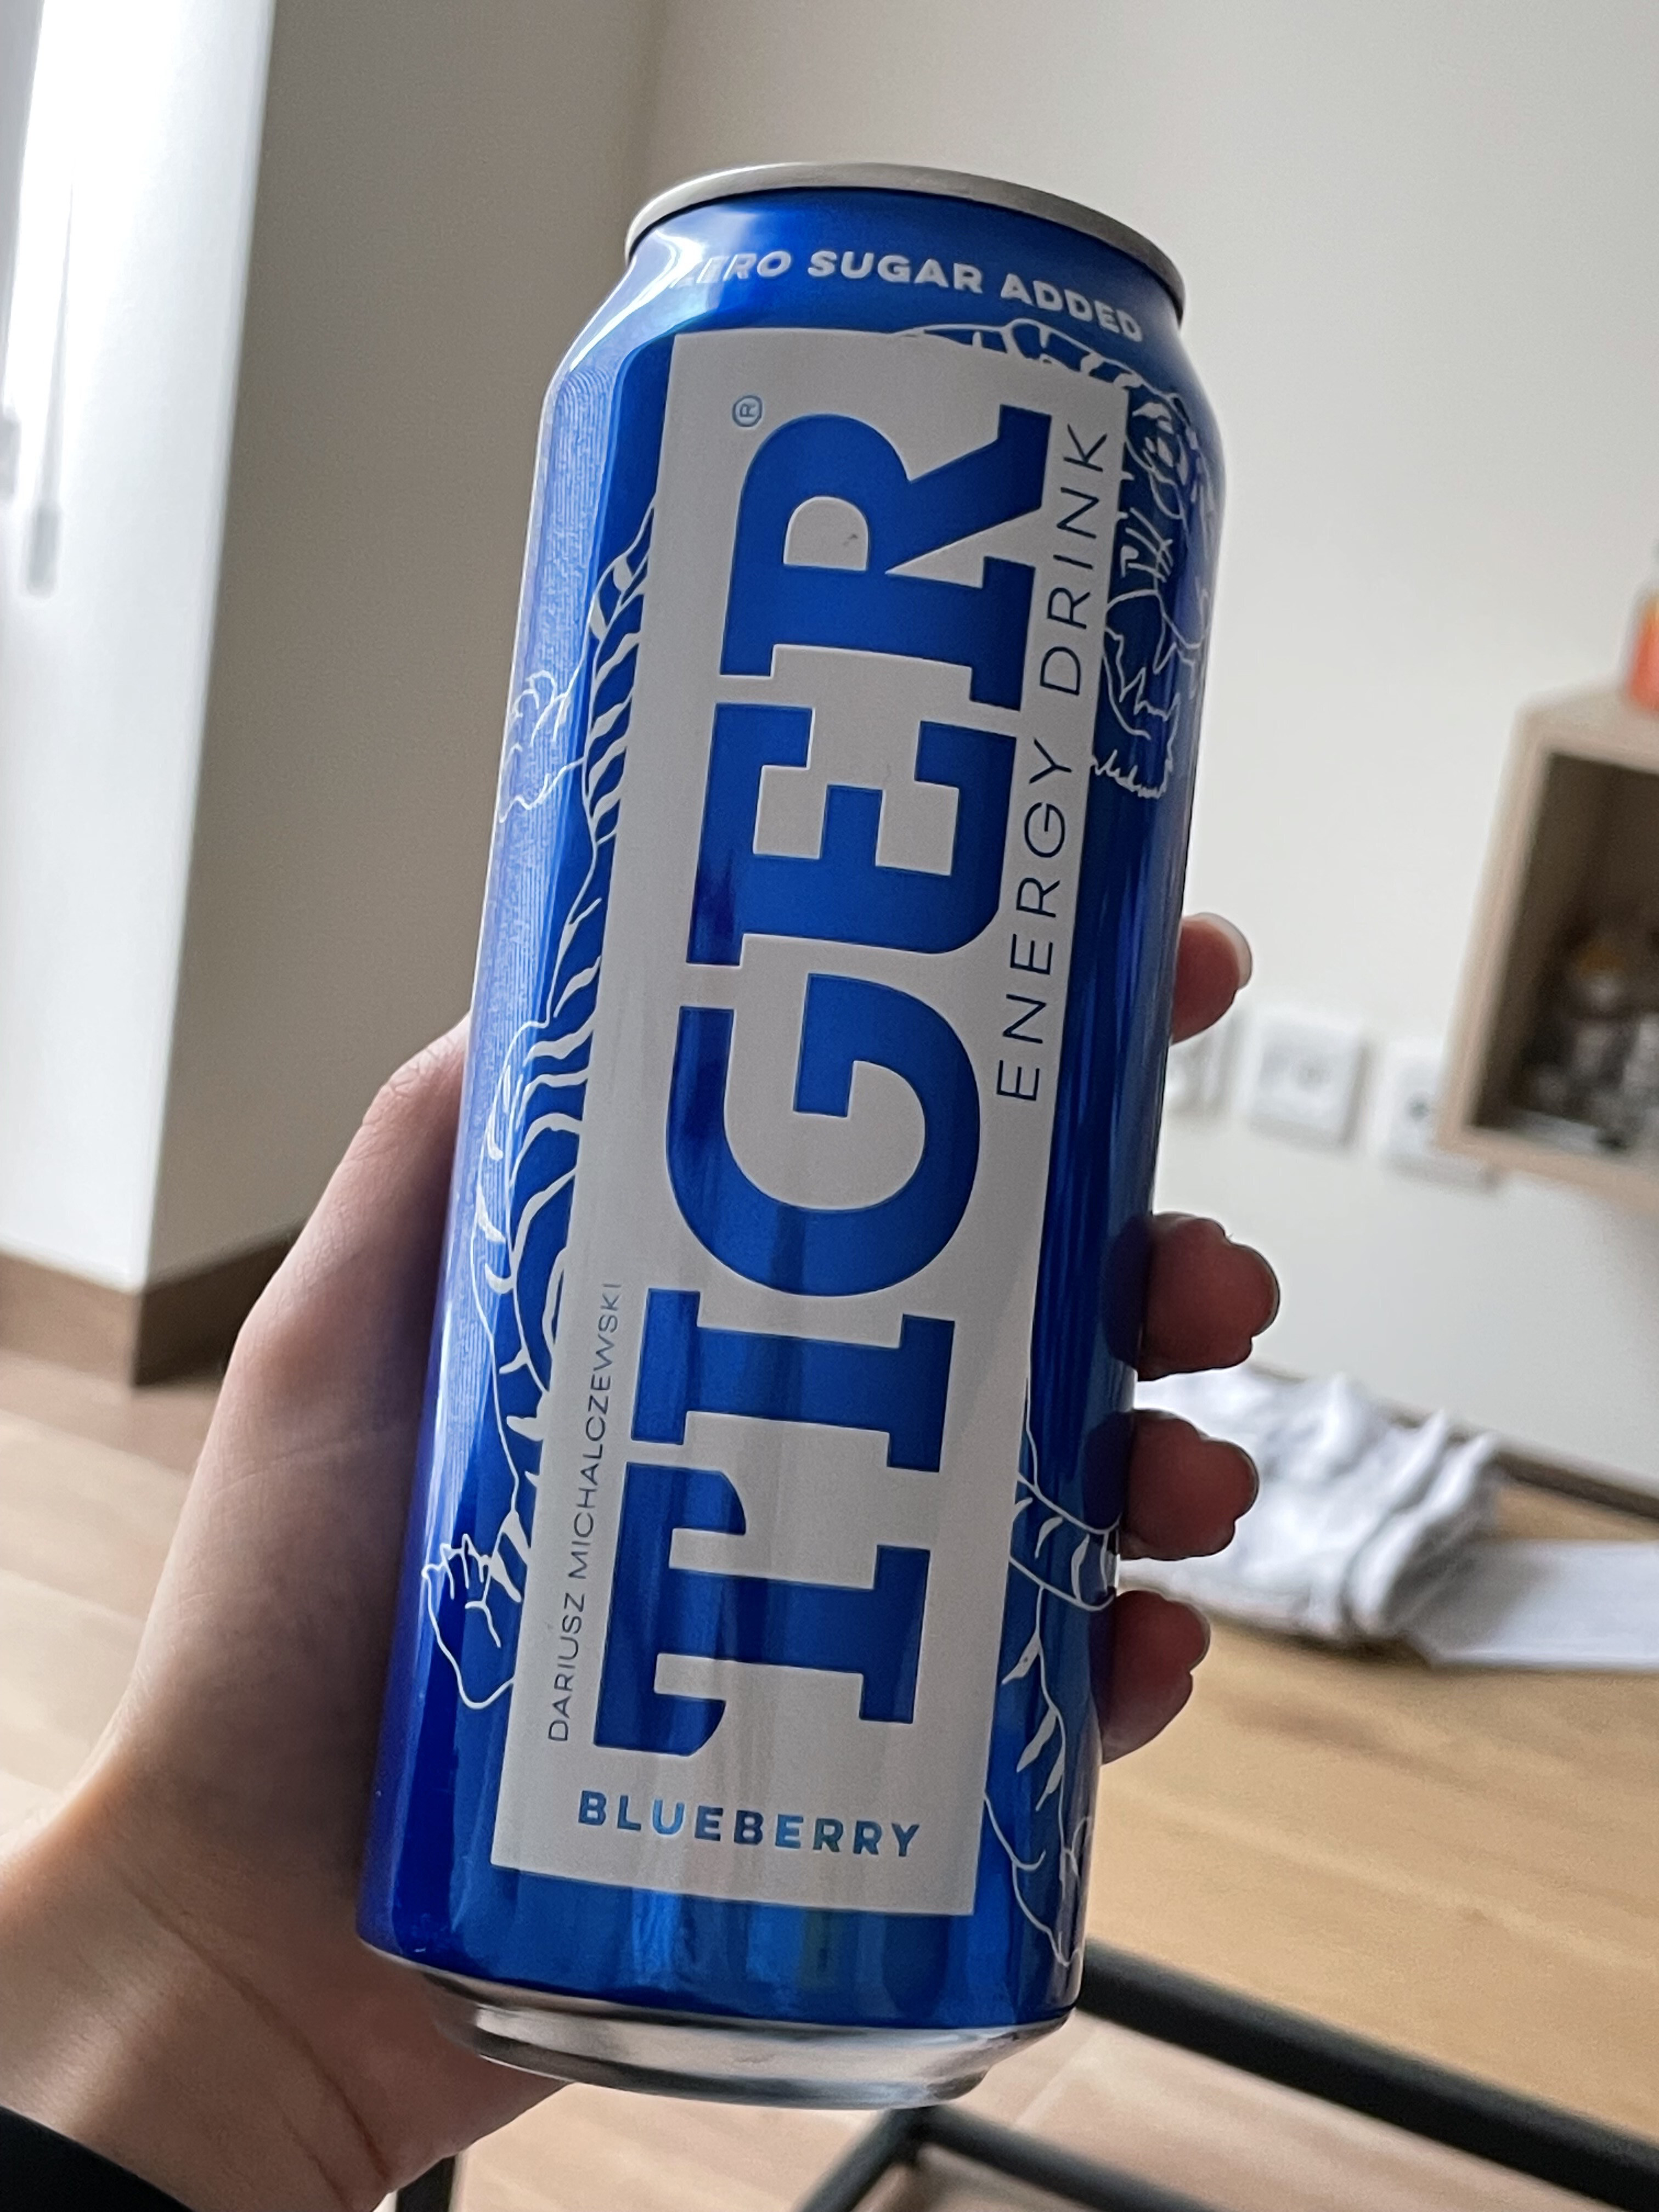 ZERO SUGAR ADDED
DARIUSZ MICHALCZEWSKI
TIGER®
ENERGY DRINK
BLUEBERRY